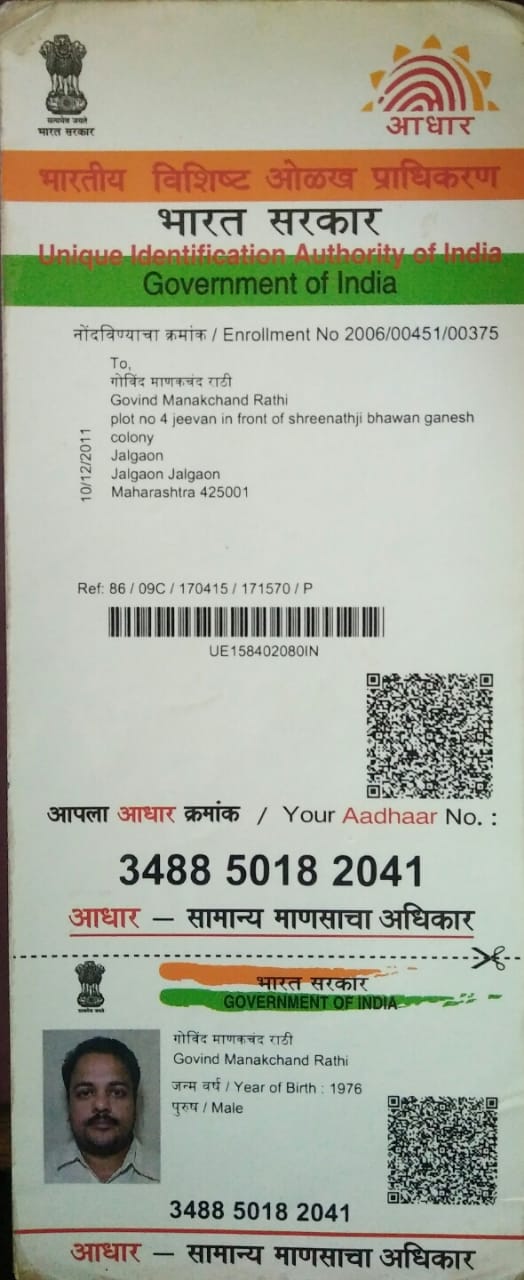 सत्यमेव जयते
भारत सरकार
आधार
भारतीय विशिष्ट ओळख प्राधिकरण
भारत सरकार
Unique Identification Authority of India
Government of India
नोंदविण्याचा क्रमांक / Enrollment No 2006/00451/00375
To,
गोविंद माणकचंद राठी
Govind Manakchand Rathi
plot no 4 jeevan in front of shreenathji bhawan ganesh
colony
Jalgaon
Jalgaon Jalgaon
Maharashtra 425001
10/12/2011
Ref: 86 / 09C / 170415 / 171570 / P
UE158402080IN
आपला आधार क्रमांक / Your Aadhaar No. :
3488 5018 2041
आधार — सामान्य माणसाचा अधिकार
भारत सरकार
GOVERNMENT OF INDIA
गोविंद माणकचंद राठी
Govind Manakchand Rathi
जन्म वर्ष / Year of Birth : 1976
पुरुष / Male
3488 5018 2041
आधार — सामान्य माणसाचा अधिकार